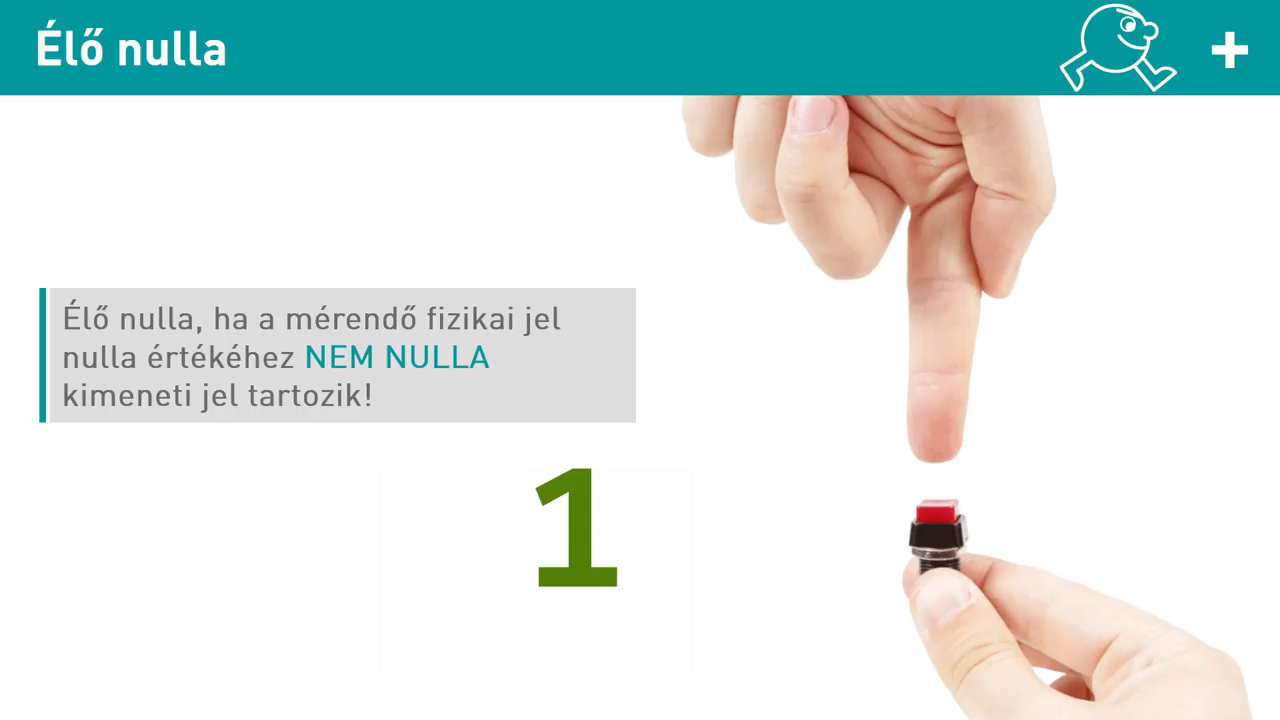 Élő nulla
Élő nulla, ha a mérendő fizikai jel
nulla értékéhez NEM NULLA
kimeneti jel tartozik!
1